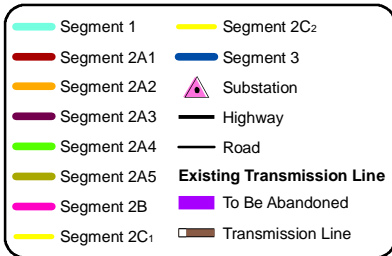 Segment 1
Segment 2A1
Segment 2A2
Segment 2A3
Segment 2A4
Segment 2A5
Segment 2B
Segment 2C1
Segment 2C2
Segment 3
Substation
Highway
Road
Existing Transmission Line
To Be Abandoned
Transmission Line